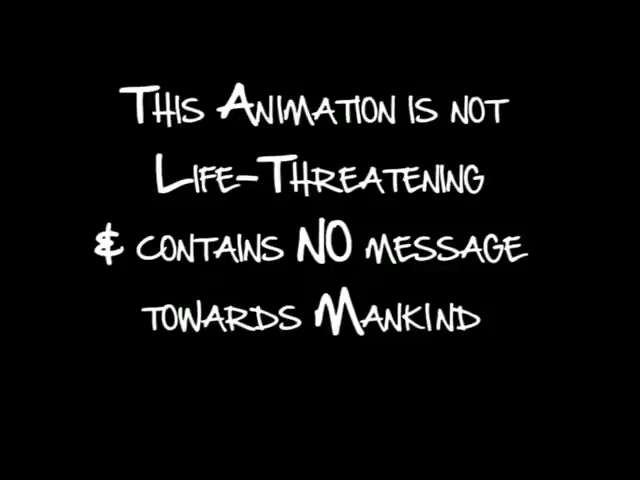 This Animation is not
Life-Threatening
& contains NO message
towards Mankind